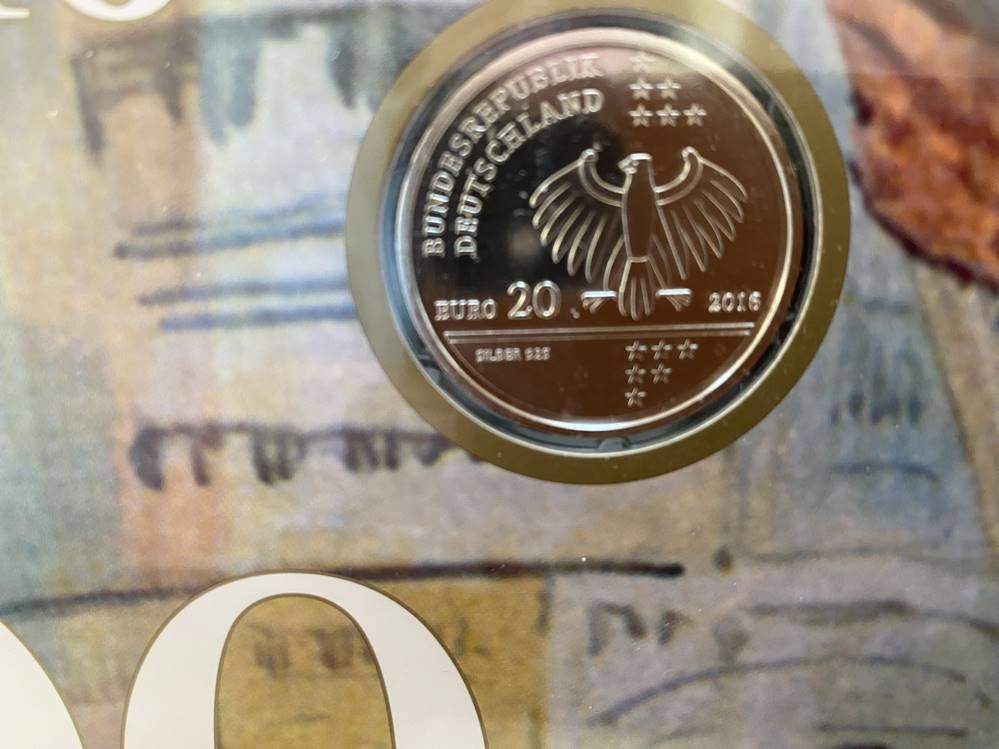 BUNDESREPUBLIK
DEUTSCHLAND
EURO 20
2016
SILBER 925